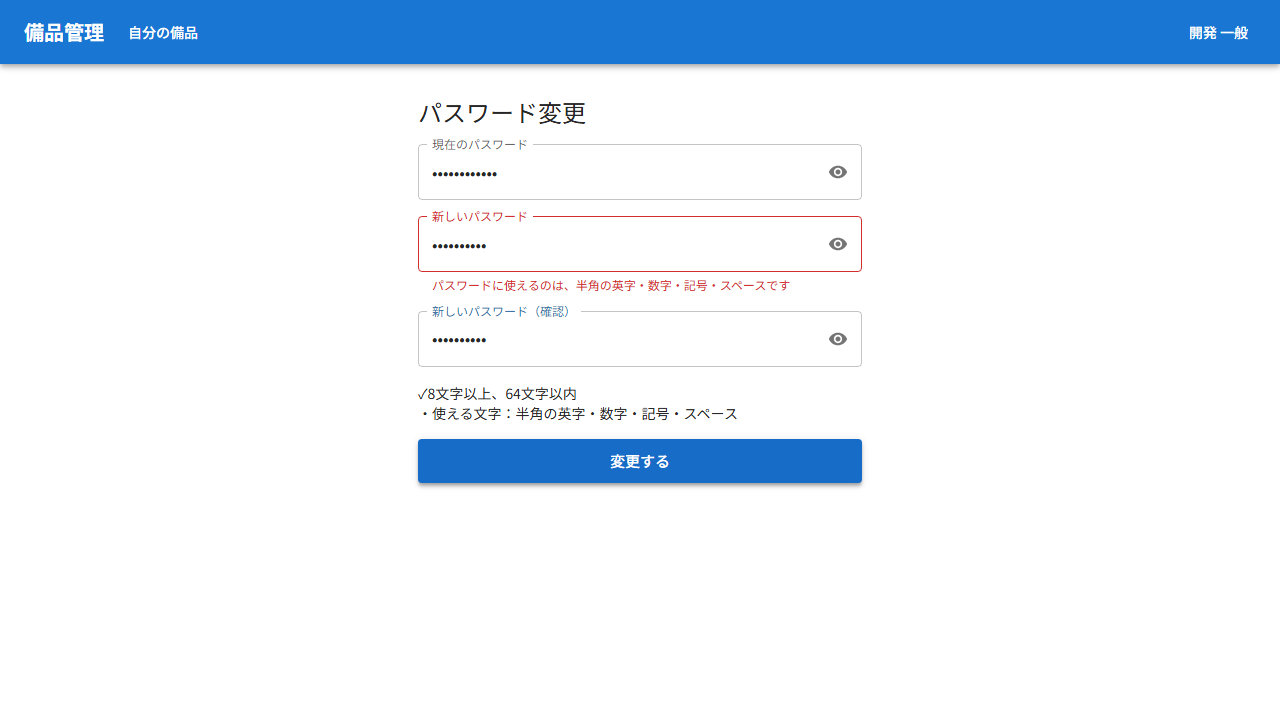 備品管理
自分の備品
開発 一般
パスワード変更
現在のパスワード
••••••••••••
新しいパスワード
••••••••••
パスワードに使えるのは、半角の英字・数字・記号・スペースです
新しいパスワード（確認）
••••••••••
✓8文字以上、64文字以内
・使える文字：半角の英字・数字・記号・スペース
変更する